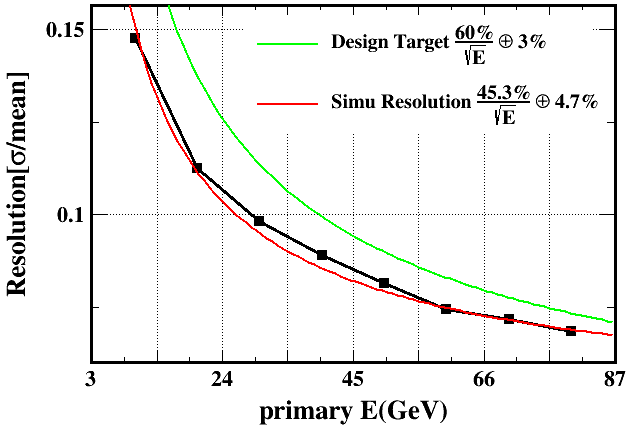 0.15
0.1
Resolution[σ/mean]
Design Target 60%/√E ⊕ 3%
Simu Resolution 45.3%/√E ⊕ 4.7%
3 24 45 66 87
primary E(GeV)